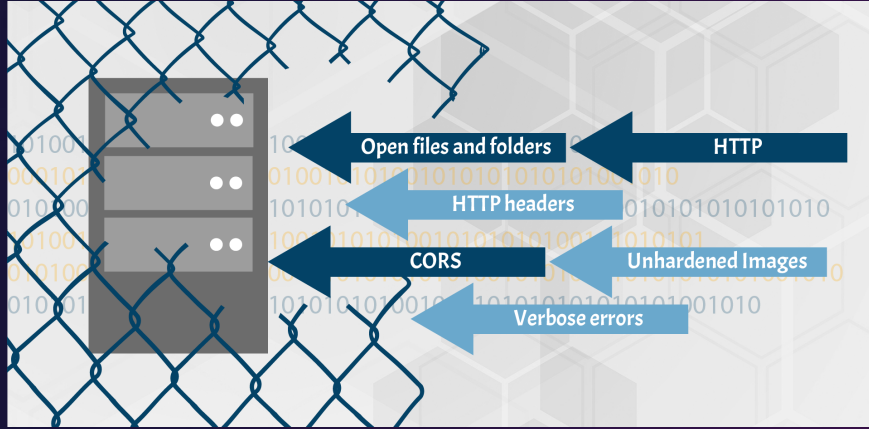 Open files and folders
HTTP
HTTP headers
CORS
Unhardened Images
Verbose errors